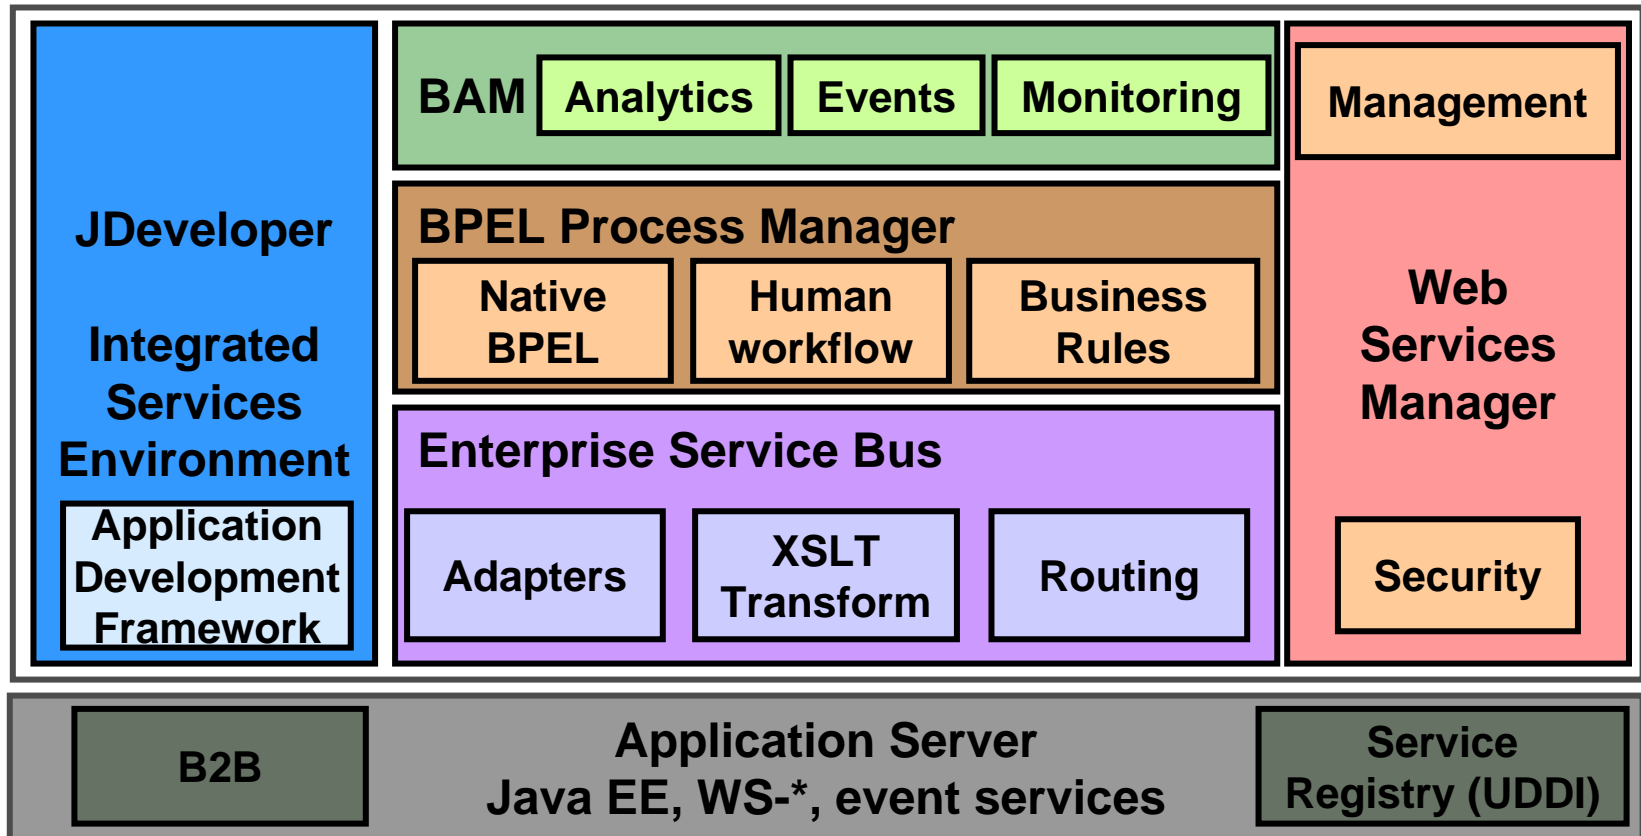 JDeveloper
Integrated
Services
Environment
Application
Development
Framework
BAM
Analytics
Events
Monitoring
BPEL Process Manager
Native
BPEL
Human
workflow
Business
Rules
Enterprise Service Bus
Adapters
XSLT
Transform
Routing
Management
Web
Services
Manager
Security
B2B
Application Server
Java EE, WS-*, event services
Service
Registry (UDDI)